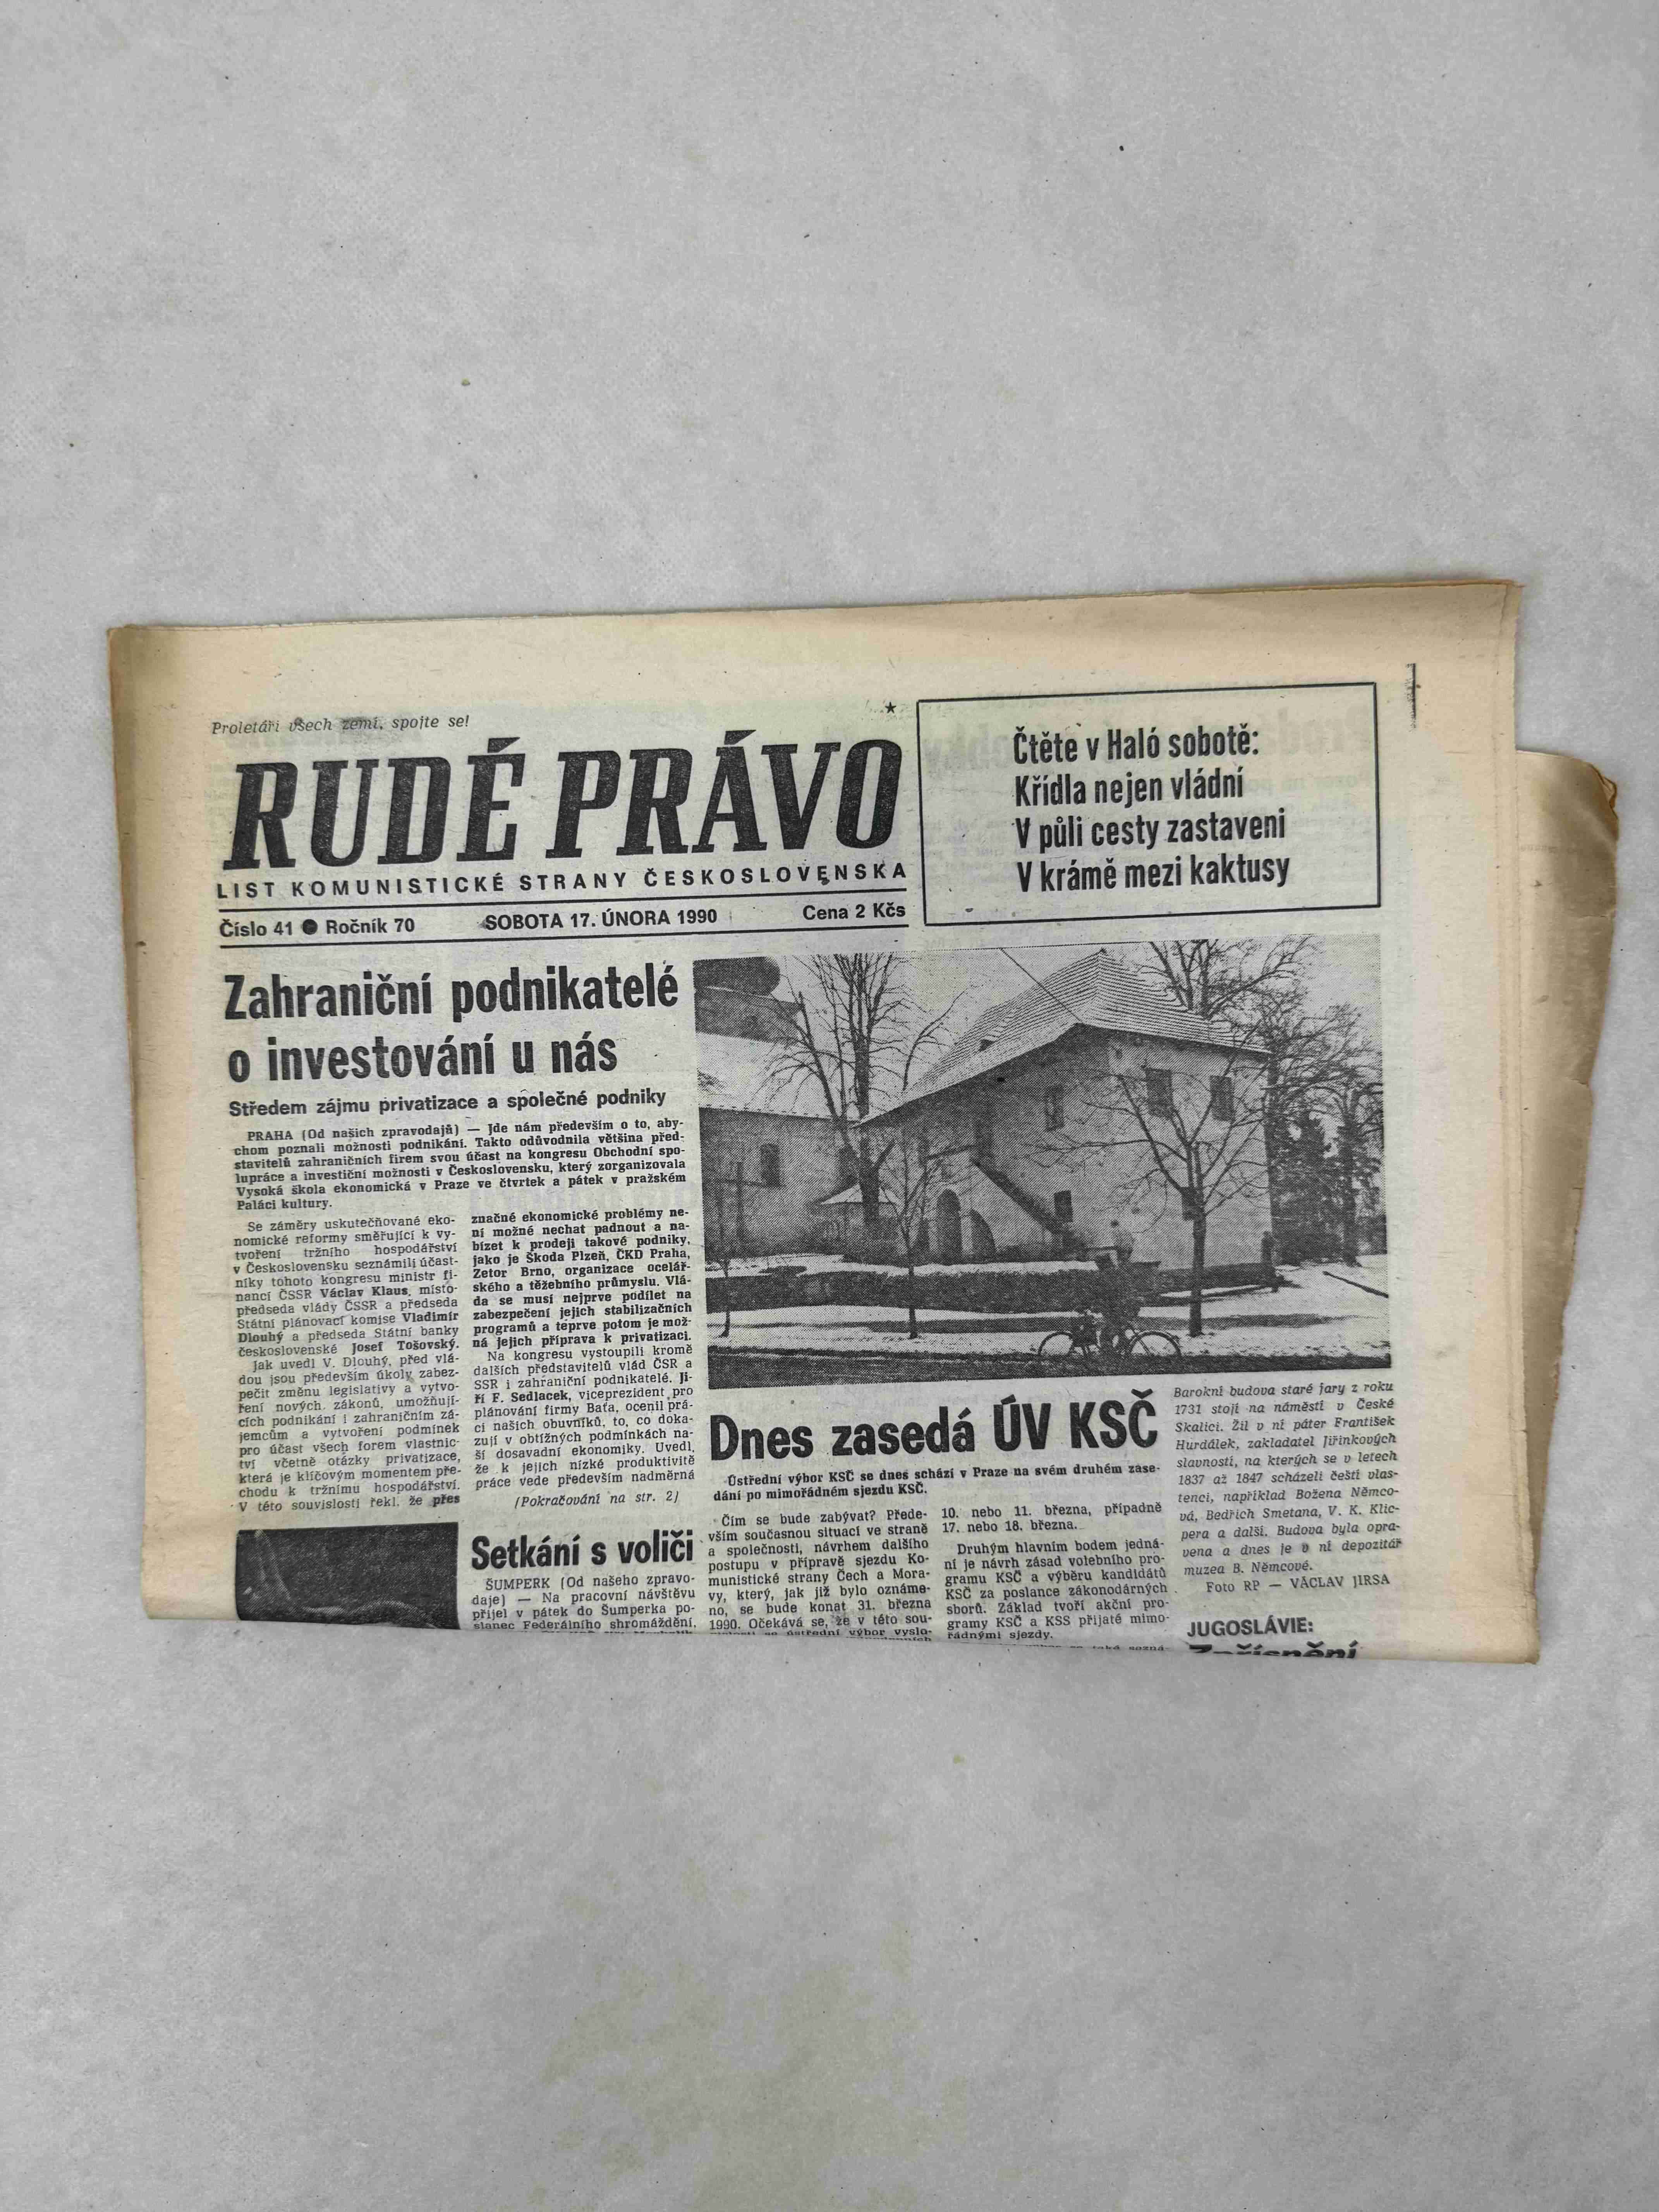 Proletáři všech zemí, spojte se!
RUDÉ PRÁVO
LIST KOMUNISTICKÉ STRANY ČESKOSLOVENSKA
Číslo 41 ● Ročník 70 SOBOTA 17. ÚNORA 1990 Cena 2 Kčs
Čtěte v Haló sobotě:
Křídla nejen vládní
V půli cesty zastaveni
V krámě mezi kaktusy
Zahraniční podnikatelé
o investování u nás
Středem zájmu privatizace a společné podniky
PRAHA (Od našich zpravodajů) — Jde nám především o to, aby-
chom poznali možnosti podnikání. Takto odůvodnila většina před-
stavitelů zahraničních firem svou účast na kongresu Obchodní spo-
lupráce a investiční možnosti v Československu, který zorganizovala
Vysoká škola ekonomická v Praze ve čtvrtek a pátek v pražském
Paláci kultury.
Se záměry uskutečňované eko-
nomické reformy směřující k vy-
tvoření tržního hospodářství
v Československu seznámili účast-
níky tohoto kongresu ministr fi-
nancí ČSSR Václav Klaus, místo-
předseda vlády ČSSR a předseda
Státní plánovací komise Vladimír
Dlouhý a předseda Státní banky
československé Josef Tošovský.
Jak uvedl V. Dlouhý, před vlá-
dou jsou především úkoly zabez-
pečit změnu legislativy a vytvo-
ření nových zákonů, umožňují-
cích podnikání i zahraničním zá-
jemcům a vytvoření podmínek
pro účast všech forem vlastnic-
tví včetně otázky privatizace,
která je klíčovým momentem pře-
chodu k tržnímu hospodářství.
V této souvislosti řekl, že přes
značné ekonomické problémy ne-
ní možné nechat padnout a na-
bízet k prodeji takové podniky,
jako je Škoda Plzeň, ČKD Praha,
Zetor Brno, organizace ocelář-
ského a těžebního průmyslu. Vlá-
da se musí nejprve podílet na
zabezpečení jejich stabilizačních
programů a teprve potom je mož-
ná jejich příprava k privatizaci.
Na kongresu vystoupili kromě
dalších představitelů vlád ČSR a
SSR i zahraniční podnikatelé. Ji-
ří F. Sedlacek, viceprezident pro
plánování firmy Baťa, ocenil prá-
ci našich obuvníků, to, co doka-
zují v obtížných podmínkách na-
ší dosavadní ekonomiky. Uvedl,
že k jejich nízké produktivitě
práce vede především nadměrná
(Pokračování na str. 2)
Setkání s voliči
ŠUMPERK (Od našeho zpravo-
daje) — Na pracovní návštěvu
přijel v pátek do Šumperka po-
slanec Federálního shromáždění,
Dnes zasedá ÚV KSČ
Ústřední výbor KSČ se dnes schází v Praze na svém druhém zase-
dání po mimořádném sjezdu KSČ.
Čím se bude zabývat? Přede-
vším současnou situací ve straně
a společnosti, návrhem dalšího
postupu v přípravě sjezdu Ko-
munistické strany Čech a Mora-
vy, který, jak již bylo oznáme-
no, se bude konat 31. března
1990. Očekává se, že v této sou-
ústřední výbor vyslo-
10. nebo 11. března, případně
17. nebo 18. března.
Druhým hlavním bodem jedná-
ní je návrh zásad volebního pro-
gramu KSČ a výběru kandidátů
KSČ za poslance zákonodárných
sborů. Základ tvoří akční pro-
gramy KSČ a KSS přijaté mimo-
řádnými sjezdy.
Barokní budova staré jary z roku
1731 stojí na náměstí v České
Skalici. Žil v ní páter František
Hurdálek, zakladatel Jiřinkových
slavností, na kterých se v letech
1837 až 1847 scházeli čeští vlas-
tenci, například Božena Němco-
vá, Bedřich Smetana, V. K. Klic-
pera a další. Budova byla opra-
vena a dnes je v ní depozitář
muzea B. Němcové.
Foto RP — VÁCLAV JIRSA
JUGOSLÁVIE:
Zpřísnění